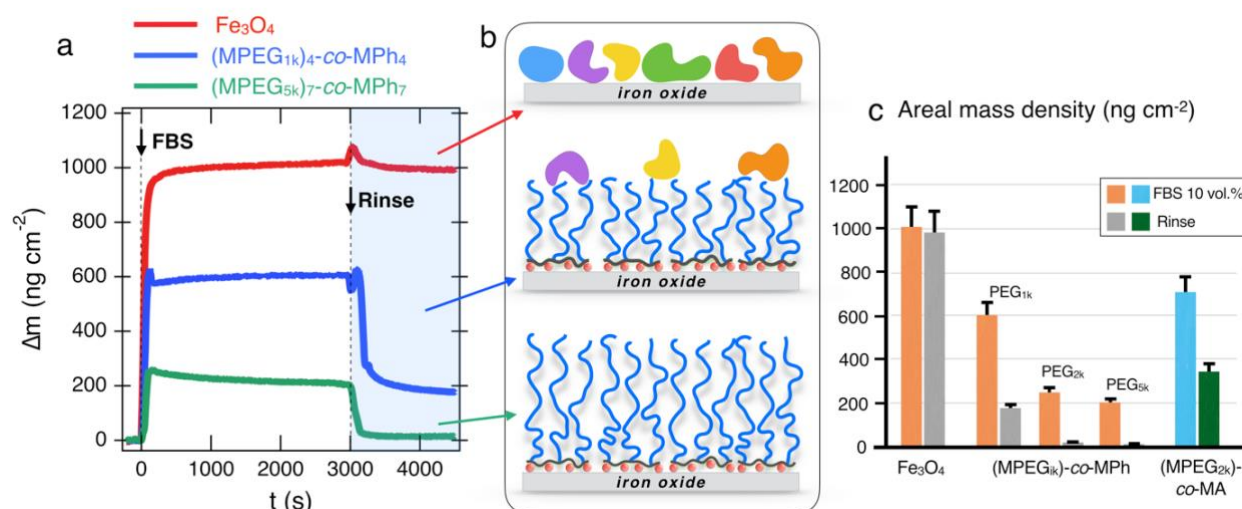 a
Fe₃O₄
(MPEG₁ₖ)₄-co-MPh₄
(MPEG₅ₖ)₇-co-MPh₇
Δm (ng cm⁻²)
1200
1000
800
600
400
200
0
FBS
Rinse
0
1000
2000
3000
4000
t (s)
b
iron oxide
iron oxide
iron oxide
c Areal mass density (ng cm⁻²)
1200
1000
800
600
400
200
0
FBS 10 vol.%
Rinse
PEG₁ₖ
PEG₂ₖ
PEG₅ₖ
Fe₃O₄
(MPEGᵢₖ)-co-MPh
(MPEG₂ₖ)-
co-MA